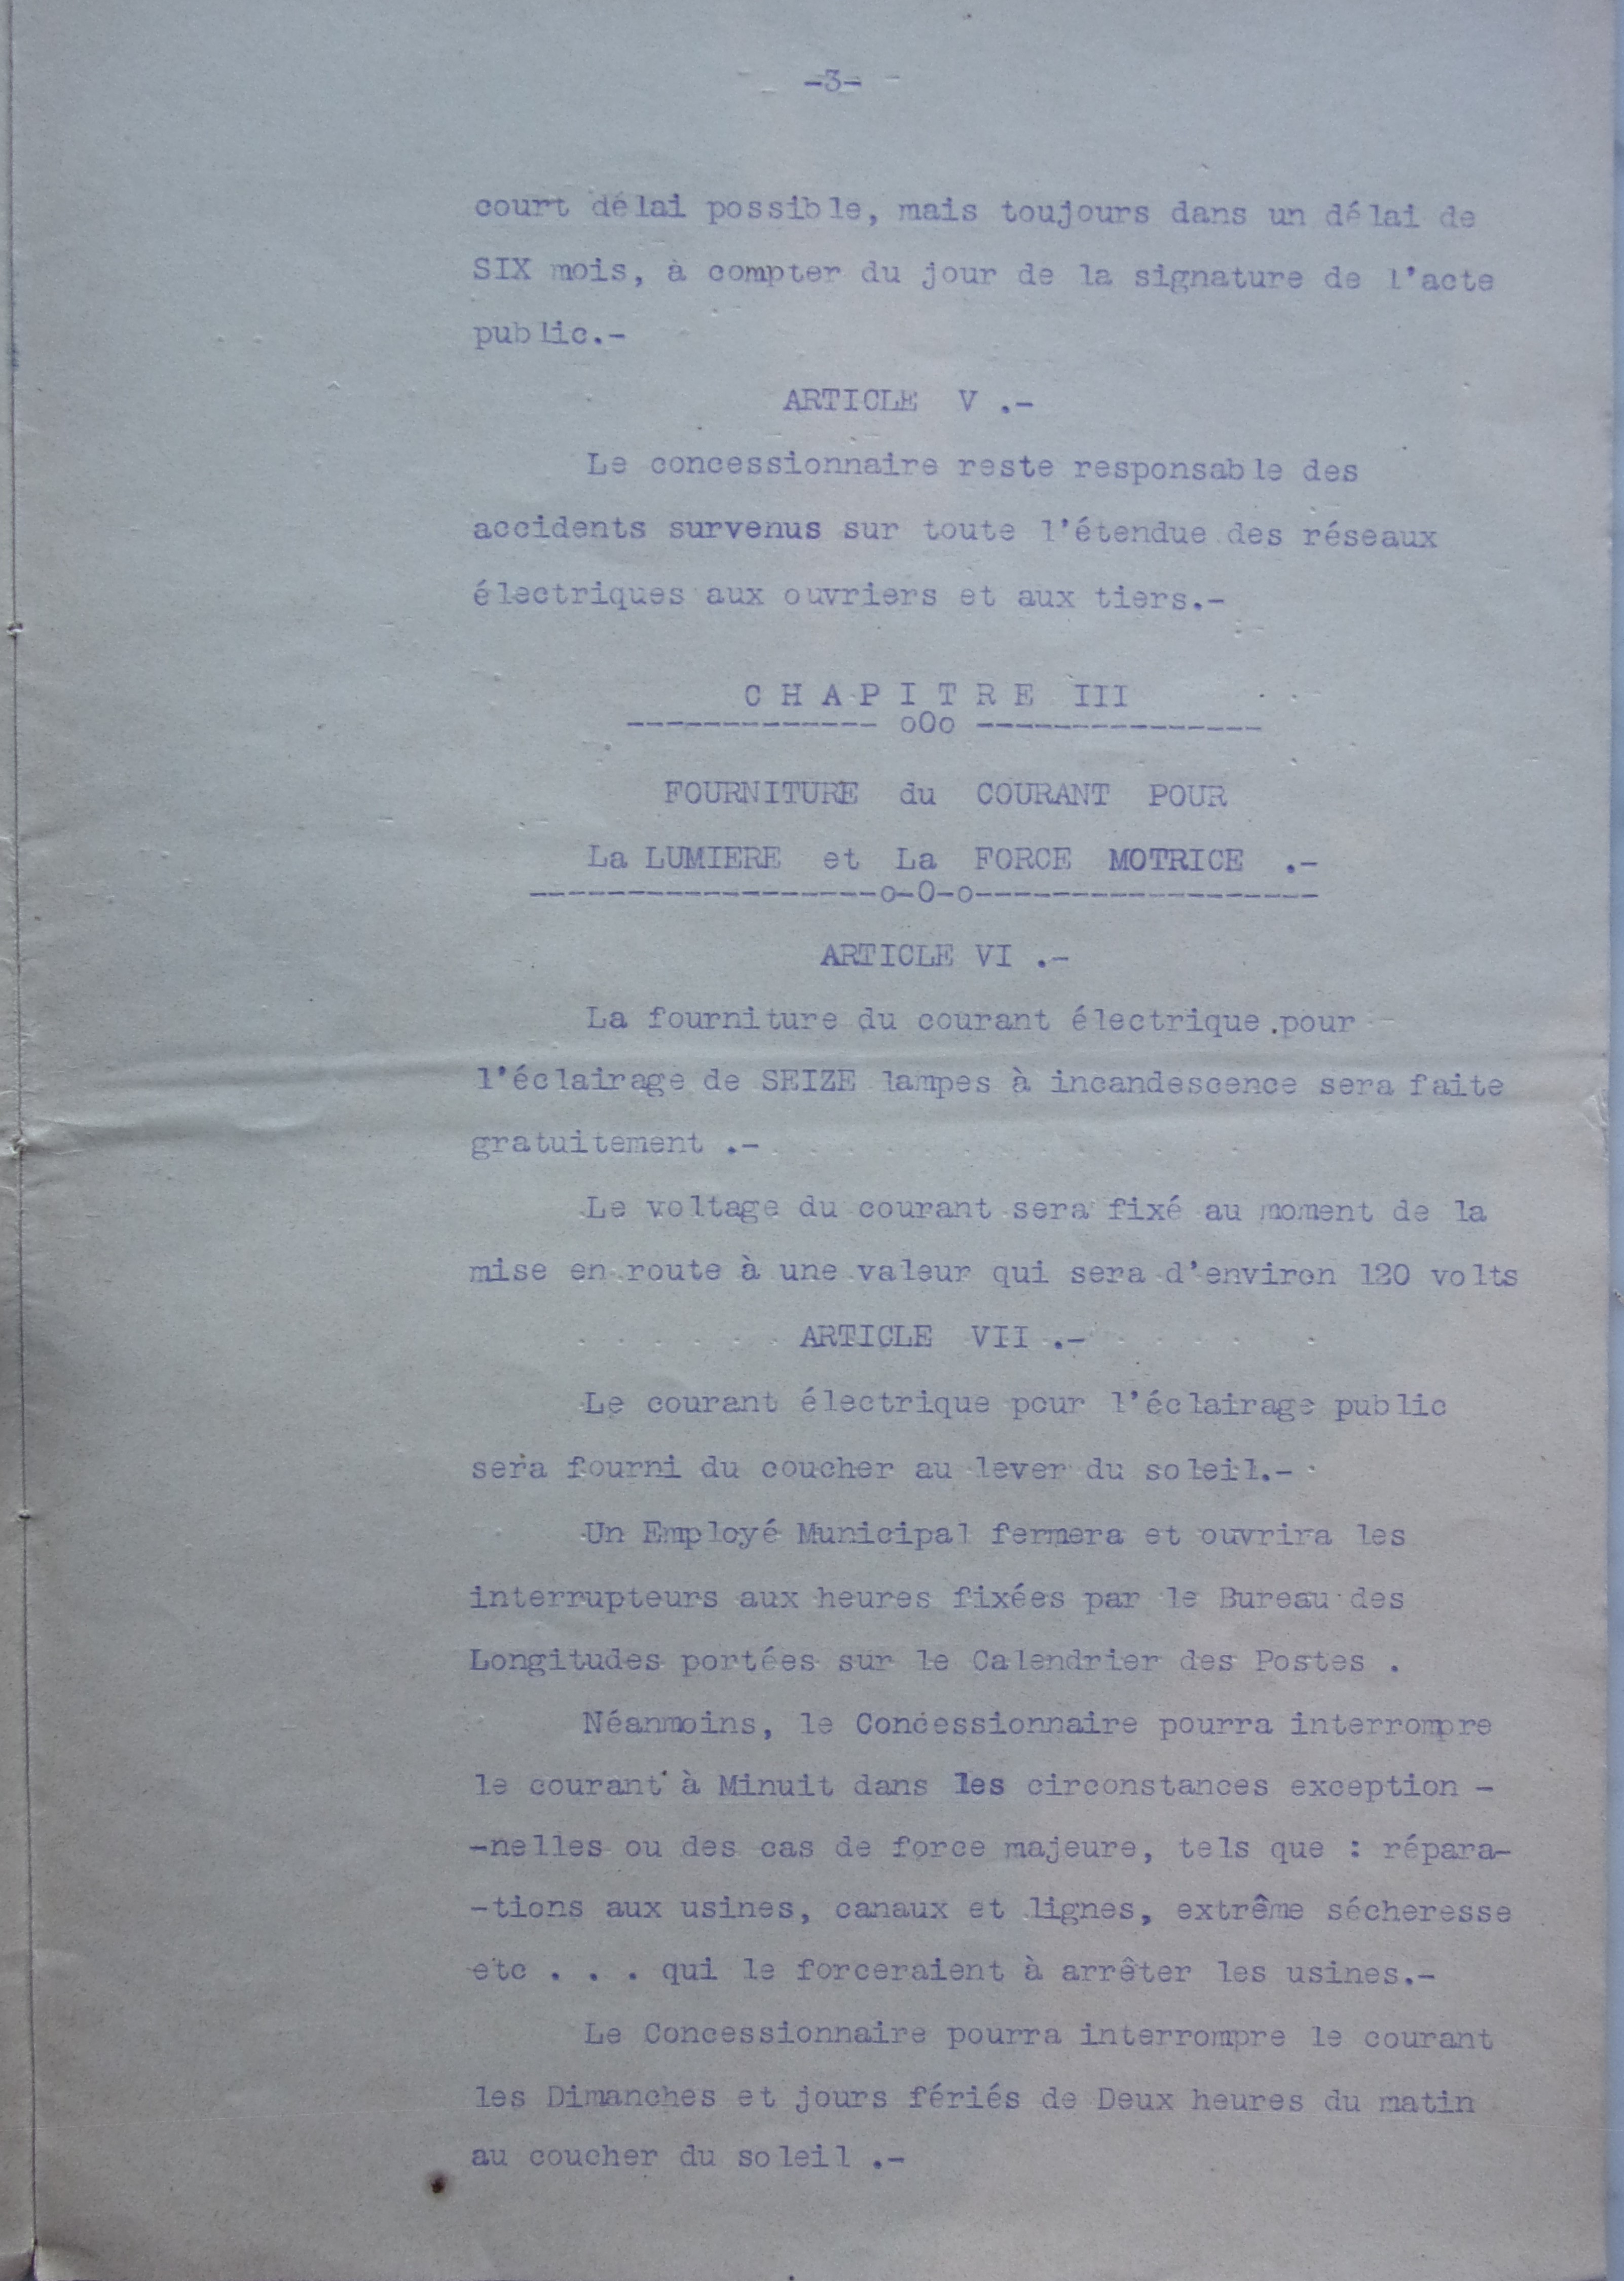 -3-
court délai possible, mais toujours dans un délai de
SIX mois, à compter du jour de la signature de l'acte
public.-
ARTICLE V .-
Le concessionnaire reste responsable des
accidents survenus sur toute l'étendue des réseaux
électriques aux ouvriers et aux tiers.-
C H A P I T R E III
------------- oOo ---------------
FOURNITURE du COURANT POUR
La LUMIERE et La FORCE MOTRICE .-
------------------o-O-o------------------
ARTICLE VI .-
La fourniture du courant électrique pour
l'éclairage de SEIZE lampes à incandescence sera faite
gratuitement .-
Le voltage du courant sera fixé au moment de la
mise en route à une valeur qui sera d'environ 120 volts
ARTICLE VII .-
Le courant électrique pour l'éclairage public
sera fourni du coucher au lever du soleil.-
Un Employé Municipal fermera et ouvrira les
interrupteurs aux heures fixées par le Bureau des
Longitudes portées sur le Calendrier des Postes .
Néanmoins, le Concessionnaire pourra interrompre
le courant à Minuit dans les circonstances exception -
-nelles ou des cas de force majeure, tels que : répara-
-tions aux usines, canaux et lignes, extrême sécheresse
etc . . . qui le forceraient à arrêter les usines.-
Le Concessionnaire pourra interrompre le courant
les Dimanches et jours fériés de Deux heures du matin
au coucher du soleil .-